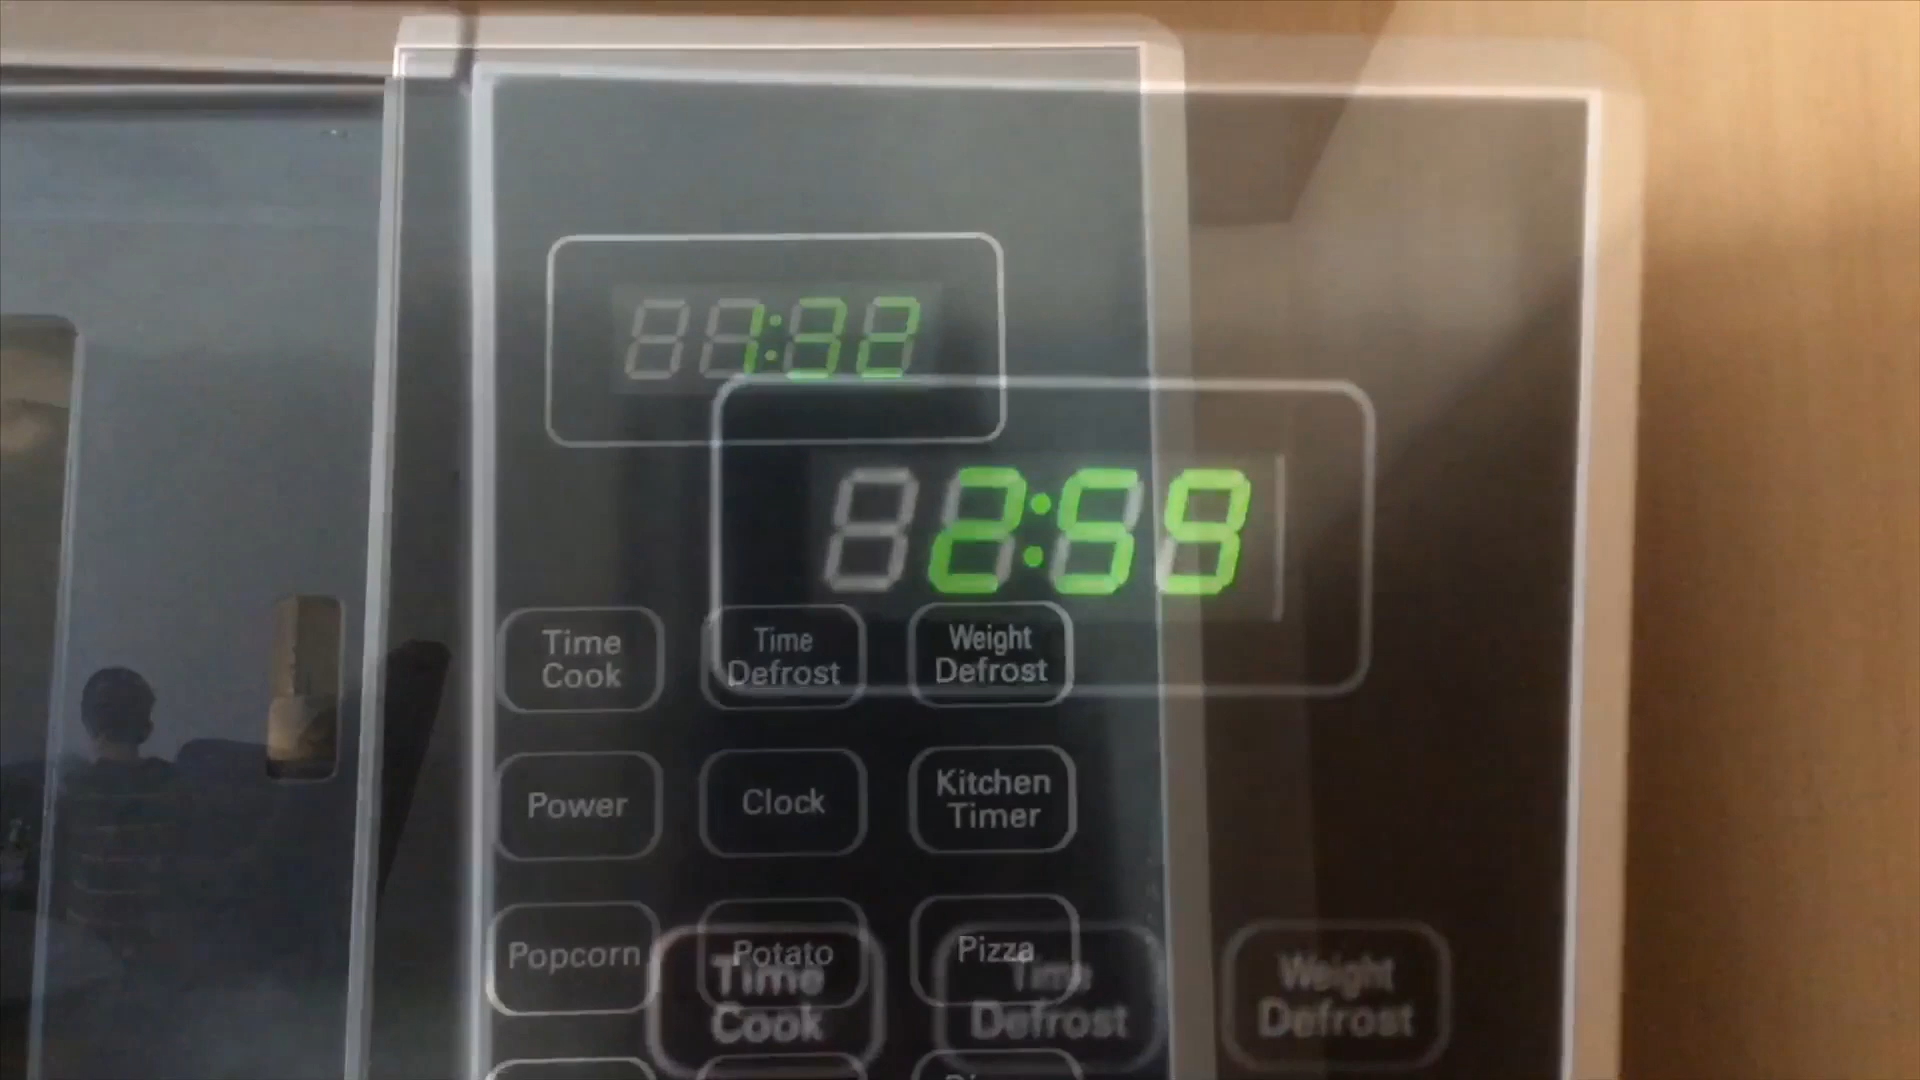 1:32
2:59
Time
Cook
Time
Defrost
Weight
Defrost
Power
Clock
Kitchen
Timer
Popcorn
Potato
Pizza
Time
Cook
Time
Defrost
Weight
Defrost